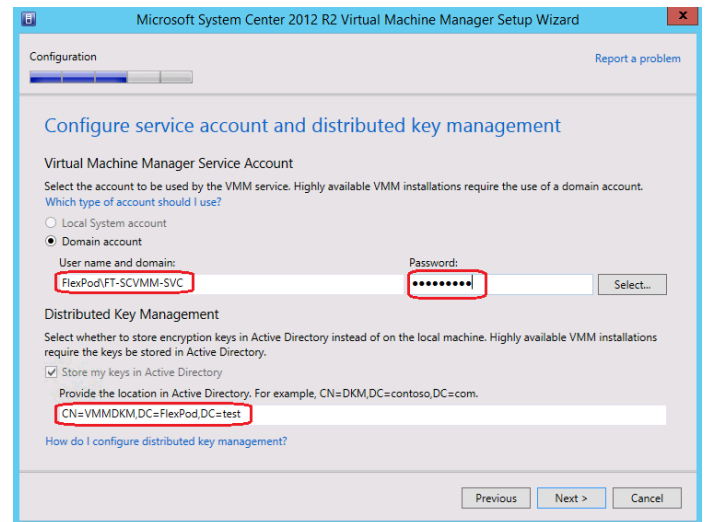 Microsoft System Center 2012 R2 Virtual Machine Manager Setup Wizard
x
Configuration
Report a problem
Configure service account and distributed key management
Virtual Machine Manager Service Account
Select the account to be used by the VMM service. Highly available VMM installations require the use of a domain account.
Which type of account should I use?
Local System account
Domain account
User name and domain: Password:
FlexPod\FT-SCVMM-SVC ●●●●●●●●● Select...
Distributed Key Management
Select whether to store encryption keys in Active Directory instead of on the local machine. Highly available VMM installations
require the keys be stored in Active Directory.
Store my keys in Active Directory
Provide the location in Active Directory. For example, CN=DKM,DC=contoso,DC=com.
CN=VMMDKM,DC=FlexPod,DC=test
How do I configure distributed key management?
Previous Next > Cancel